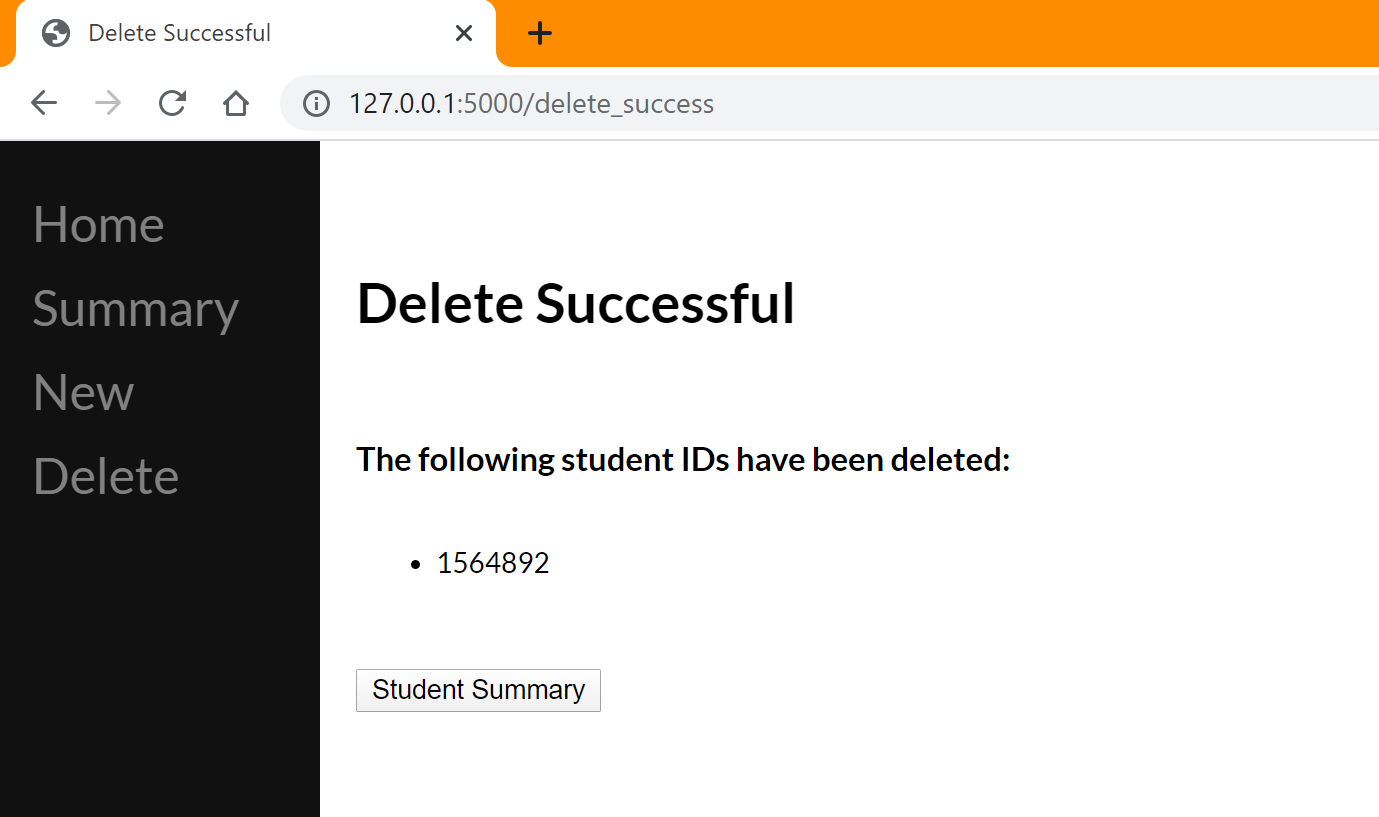 Delete Successful
127.0.0.1:5000/delete_success
Home
Summary
New
Delete
Delete Successful
The following student IDs have been deleted:
1564892
Student Summary